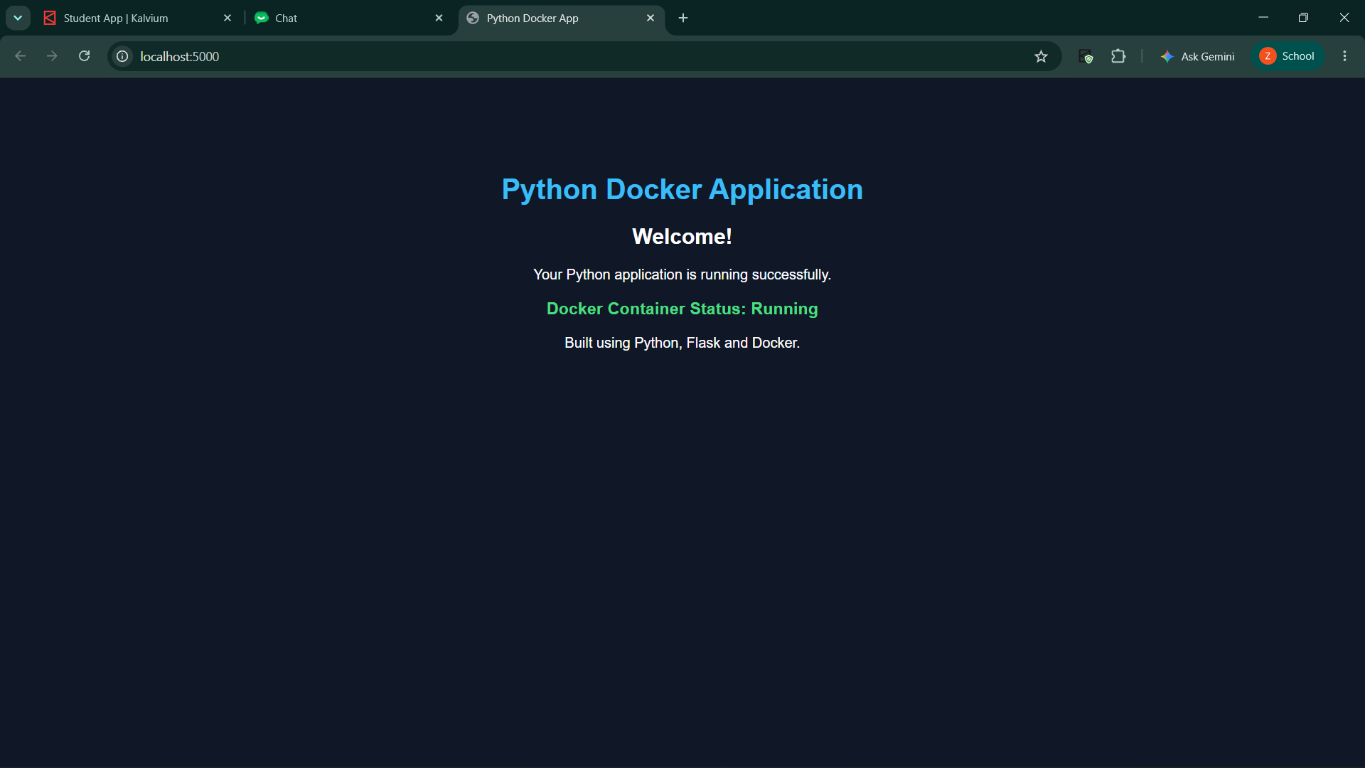 Student App | Kalvium
Chat
Python Docker App
localhost:5000
Ask Gemini
Z
School
Python Docker Application
Welcome!
Your Python application is running successfully.
Docker Container Status: Running
Built using Python, Flask and Docker.